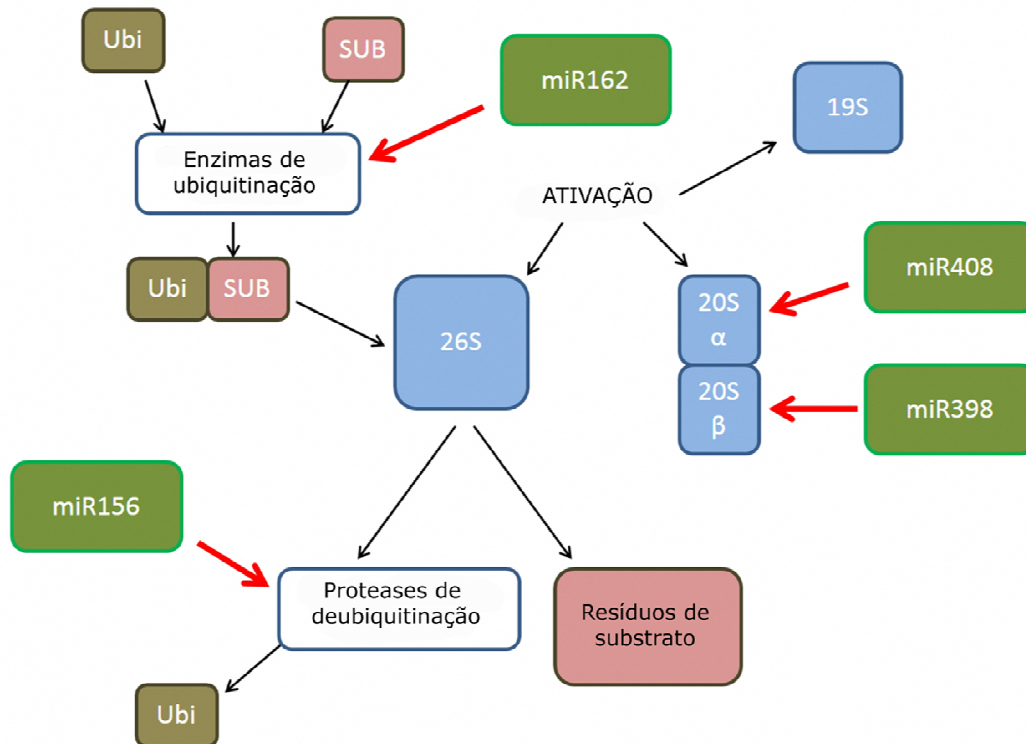 Ubi
SUB
miR162
19S
Enzimas de
ubiquitinação
ATIVAÇÃO
Ubi
SUB
26S
20S
α
miR408
20S
β
miR398
miR156
Proteases de
deubiquitinação
Resíduos de
substrato
Ubi